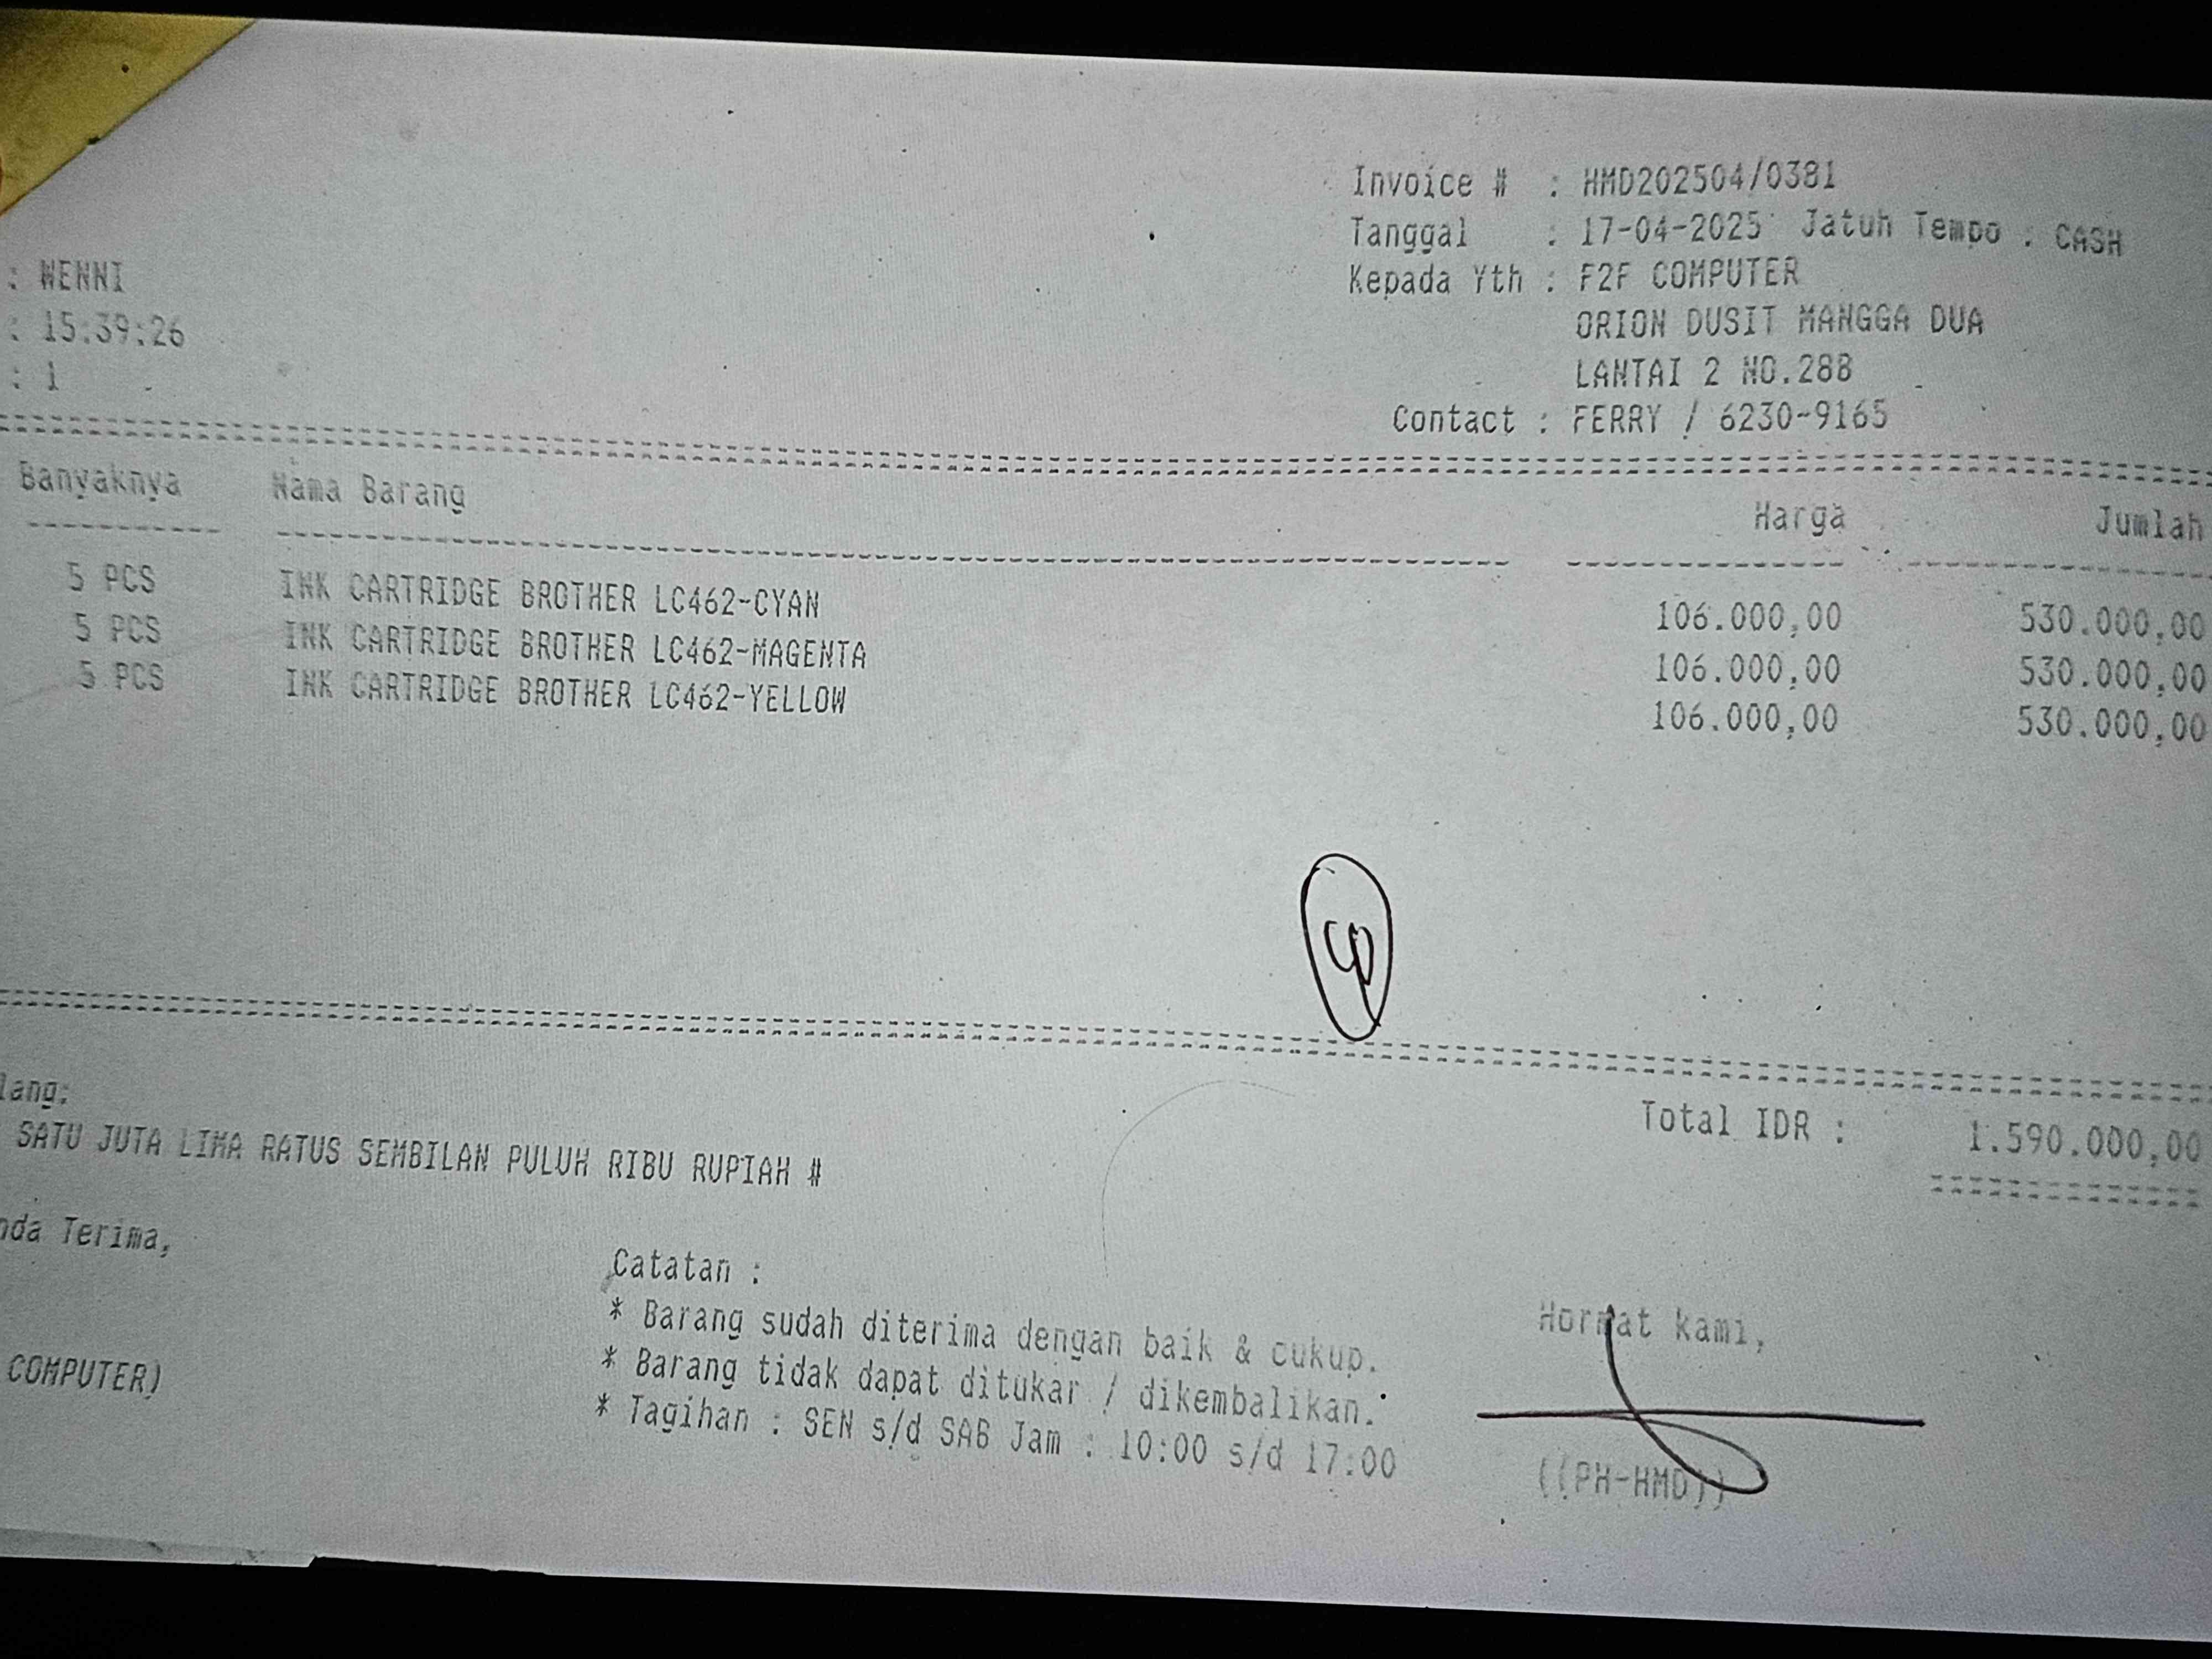 Invoice # : HMD202504/0381
Tanggal : 17-04-2025 Jatuh Tempo : CASH
: WENNI
Kepada Yth : F2F COMPUTER
: 15:39:26
ORION DUSIT MANGGA DUA
: 1
LANTAI 2 NO.288
Contact : FERRY / 6230-9165
Banyaknya Nama Barang Harga Jumlah
5 PCS INK CARTRIDGE BROTHER LC462-CYAN 106.000,00 530.000,00
5 PCS INK CARTRIDGE BROTHER LC462-MAGENTA 106.000,00 530.000,00
5 PCS INK CARTRIDGE BROTHER LC462-YELLOW 106.000,00 530.000,00
lang:
Total IDR : 1.590.000,00
SATU JUTA LIMA RATUS SEMBILAN PULUH RIBU RUPIAH #
nda Terima,
Catatan :
* Barang sudah diterima dengan baik & cukup.
Hormat kami,
* Barang tidak dapat ditukar / dikembalikan.
COMPUTER)
* Tagihan : SEN s/d SAB Jam : 10:00 s/d 17:00
((PH-HMD))